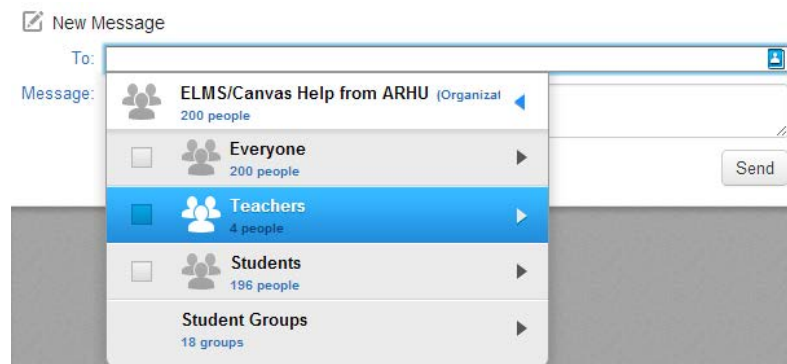 New Message
To:
Message:
ELMS/Canvas Help from ARHU (Organizat
200 people
Everyone
200 people
Send
Teachers
4 people
Students
196 people
Student Groups
18 groups